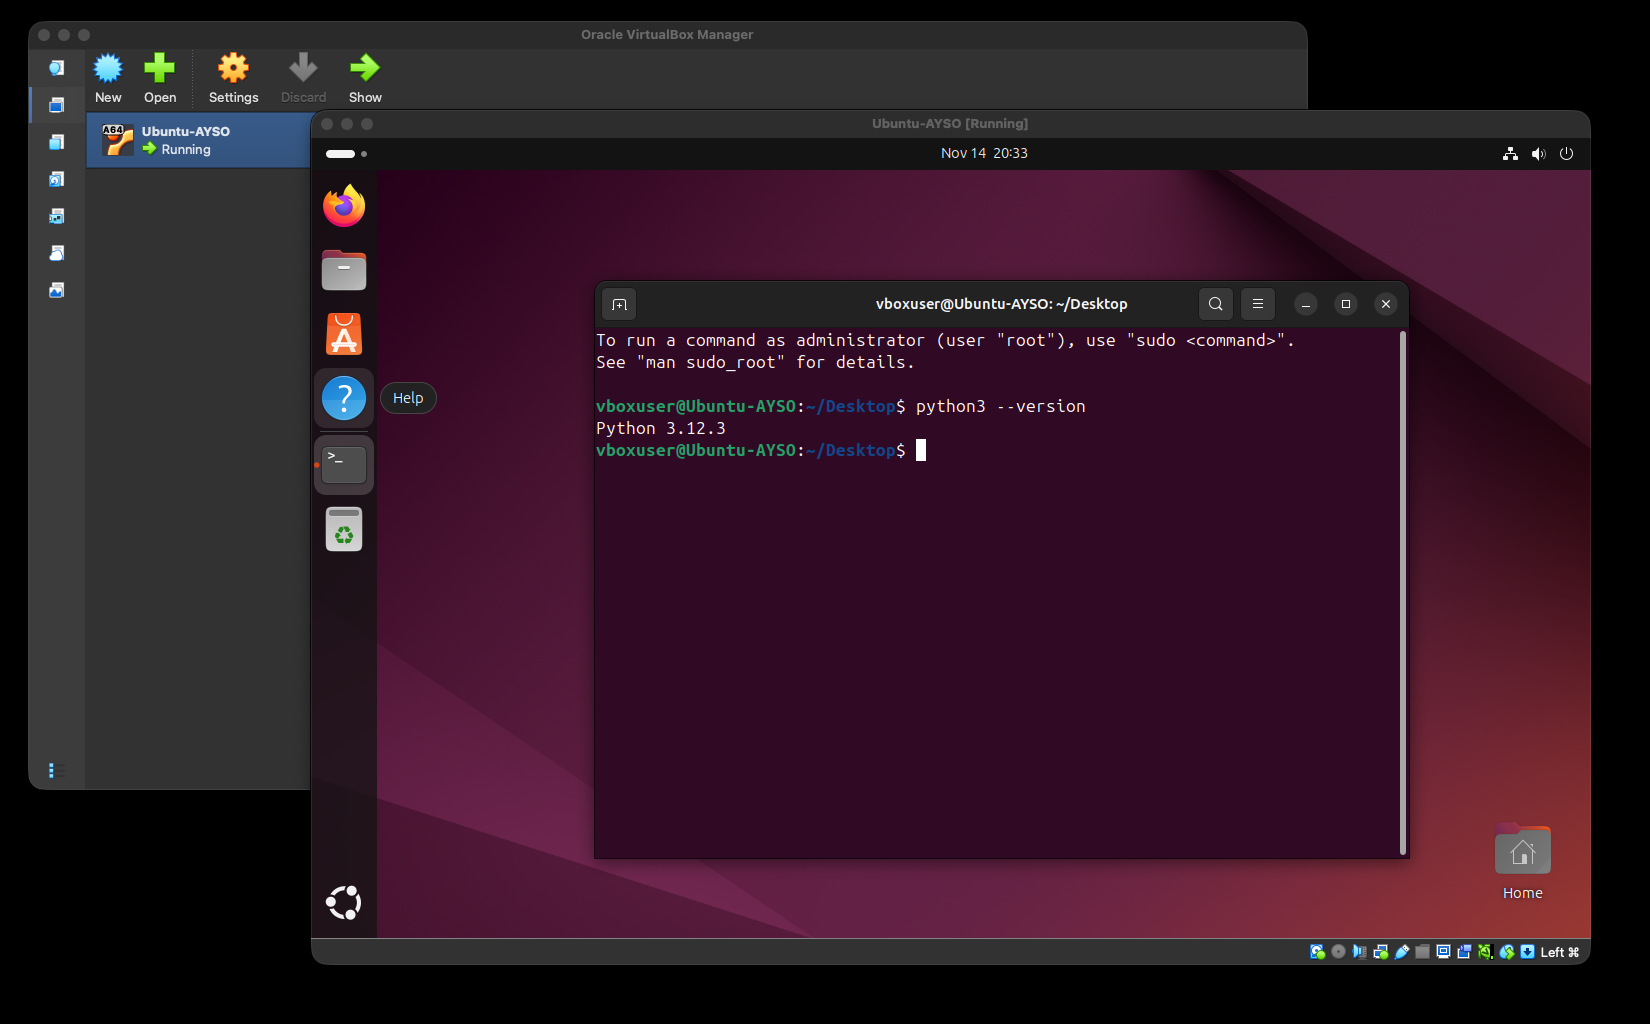 Oracle VirtualBox Manager
New
Open
Settings
Discard
Show
A64
Ubuntu-AYSO
Running
Ubuntu-AYSO [Running]
Nov 14 20:33
vboxuser@Ubuntu-AYSO: ~/Desktop
To run a command as administrator (user "root"), use "sudo <command>".
See "man sudo_root" for details.
vboxuser@Ubuntu-AYSO:~/Desktop$ python3 --version
Python 3.12.3
vboxuser@Ubuntu-AYSO:~/Desktop$
Help
Home
Left ⌘